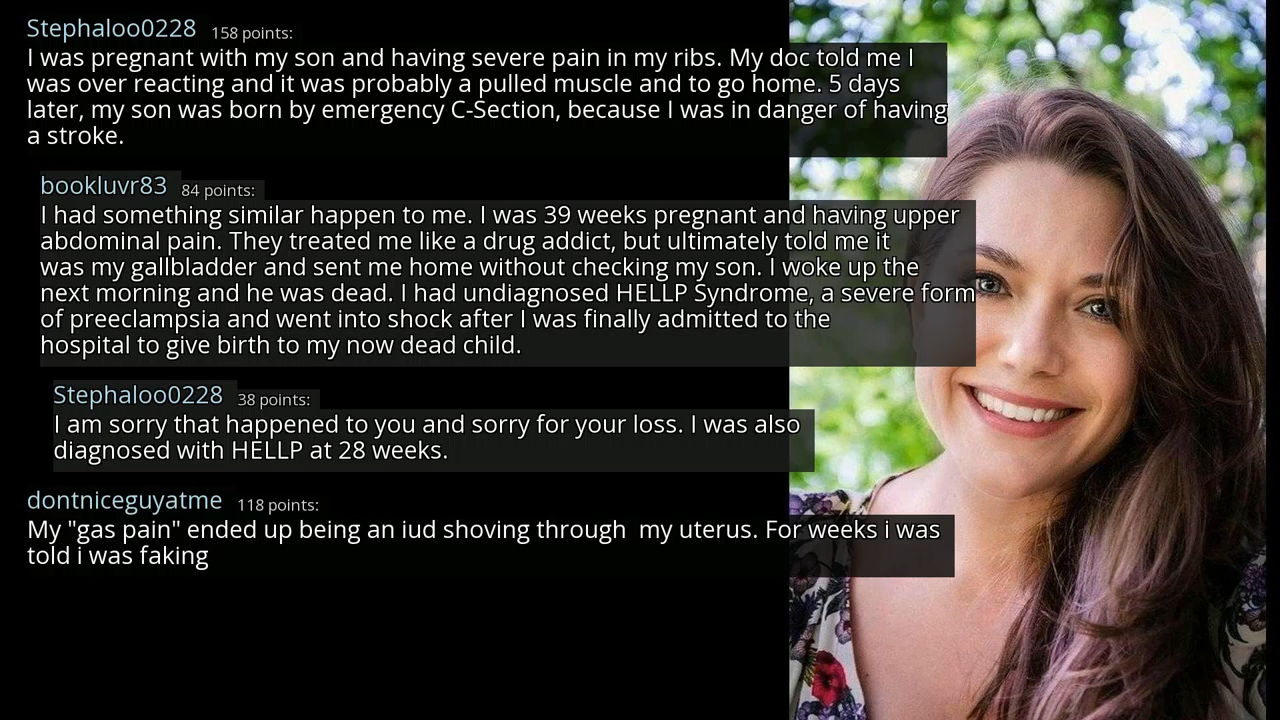 Stephaloo0228 158 points:
I was pregnant with my son and having severe pain in my ribs. My doc told me I
was over reacting and it was probably a pulled muscle and to go home. 5 days
later, my son was born by emergency C-Section, because I was in danger of having
a stroke.
bookluvr83 84 points:
I had something similar happen to me. I was 39 weeks pregnant and having upper
abdominal pain. They treated me like a drug addict, but ultimately told me it
was my gallbladder and sent me home without checking my son. I woke up the
next morning and he was dead. I had undiagnosed HELLP Syndrome, a severe form
of preeclampsia and went into shock after I was finally admitted to the
hospital to give birth to my now dead child.
Stephaloo0228 38 points:
I am sorry that happened to you and sorry for your loss. I was also
diagnosed with HELLP at 28 weeks.
dontniceguyatme 118 points:
My "gas pain" ended up being an iud shoving through  my uterus. For weeks i was
told i was faking